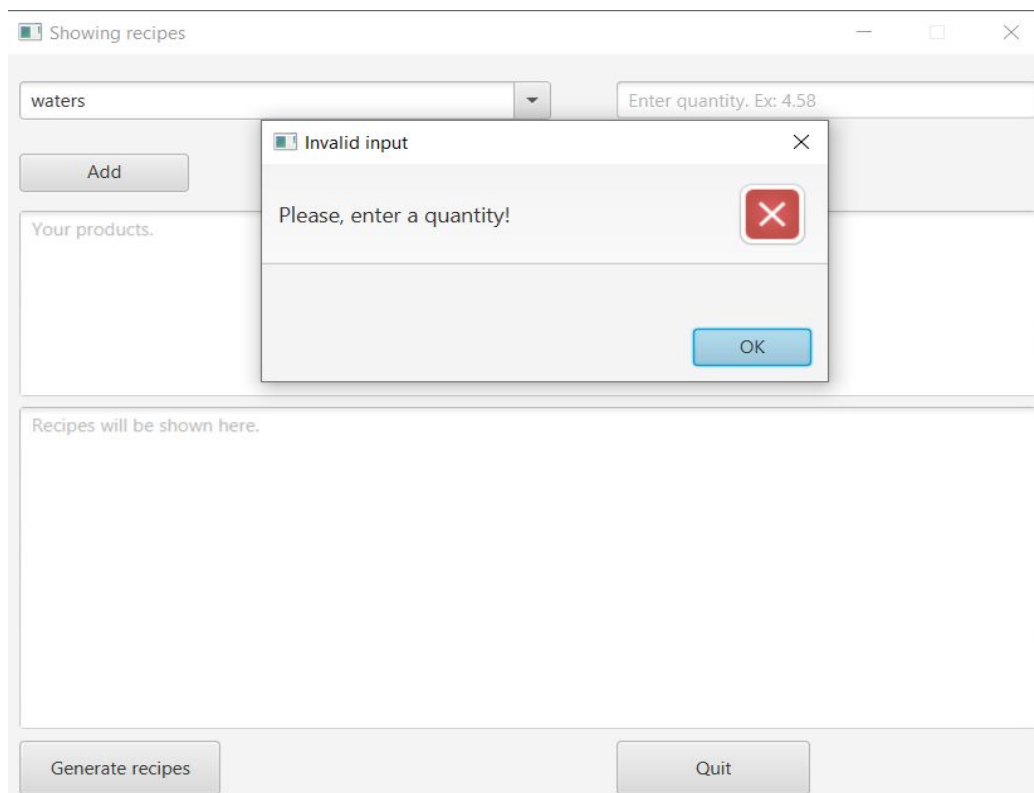 Showing recipes
waters
Enter quantity. Ex: 4.58
Invalid input
Add
Please, enter a quantity!
Your products.
OK
Recipes will be shown here.
Generate recipes
Quit